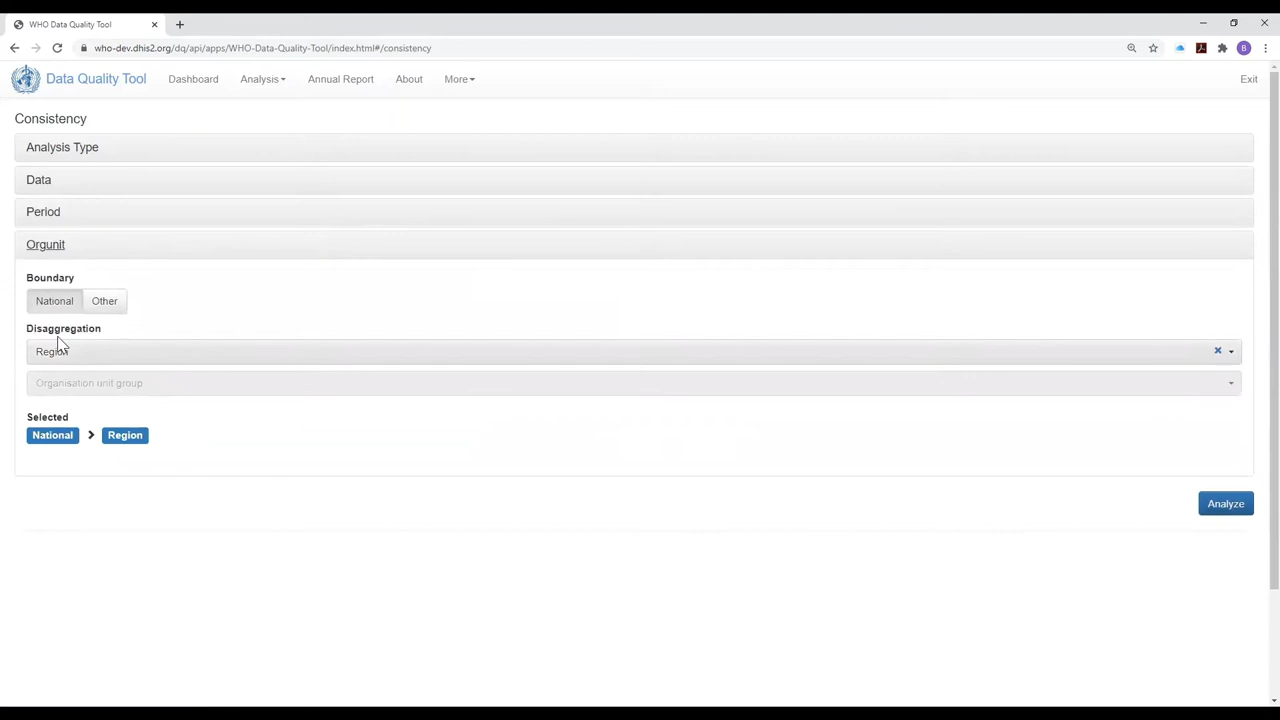 WHO Data Quality Tool
who-dev.dhis2.org/dq/api/apps/WHO-Data-Quality-Tool/index.html#/consistency
B
Data Quality Tool Dashboard Analysis Annual Report About More Exit
Consistency
Analysis Type
Data
Period
Orgunit
Boundary
National Other
Disaggregation
Region
Organisation unit group
Selected
National Region
Analyze